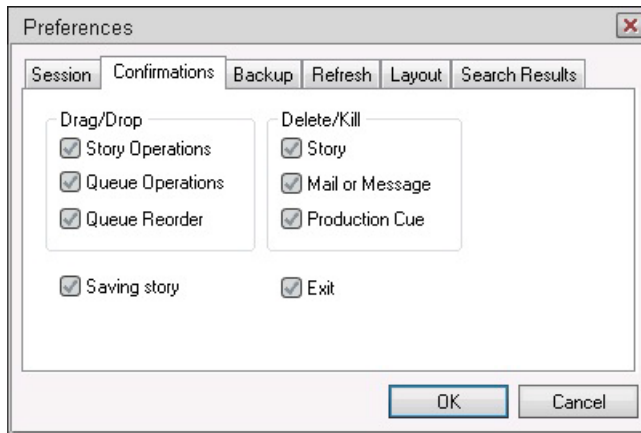 Preferences
Session Confirmations Backup Refresh Layout Search Results
Drag/Drop
Story Operations
Queue Operations
Queue Reorder
Delete/Kill
Story
Mail or Message
Production Cue
Saving story
Exit
OK Cancel